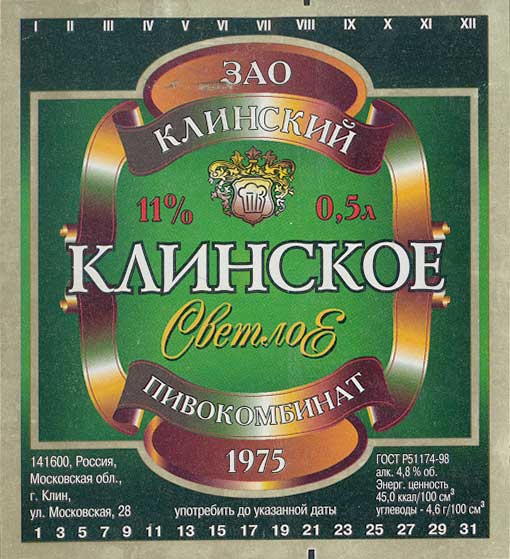 I II III IV V VI VII VIII IX X XI XII
ЗАО
КЛИНСКИЙ
11% 0,5л
КЛИНСКОЕ
Светлое
ПИВОКОМБИНАТ
1975
141600, Россия,
Московская обл.,
г. Клин,
ул. Московская, 28
употребить до указанной даты
ГОСТ Р51174-98
алк. 4,8 % об.
Энерг. ценность
45,0 ккал/100 см³
углеводы - 4,6 г/100 см³
1 3 5 7 9 11 13 15 17 19 21 23 25 27 29 31